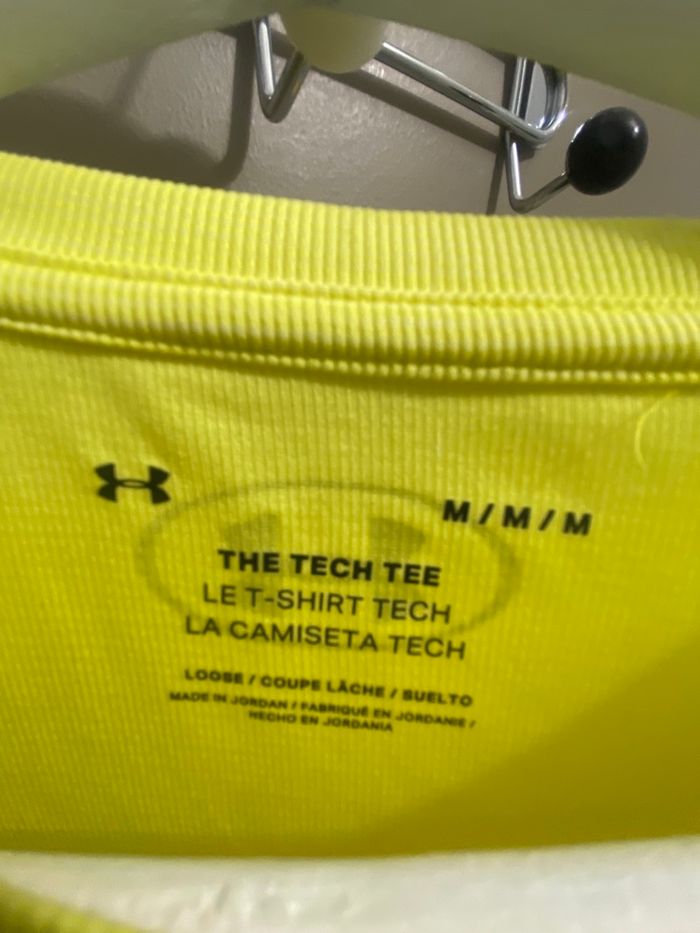 M / M / M
THE TECH TEE
LE T-SHIRT TECH
LA CAMISETA TECH
LOOSE / COUPE LÂCHE / SUELTO
MADE IN JORDAN / FABRIQUÉ EN JORDANIE /
HECHO EN JORDANIA